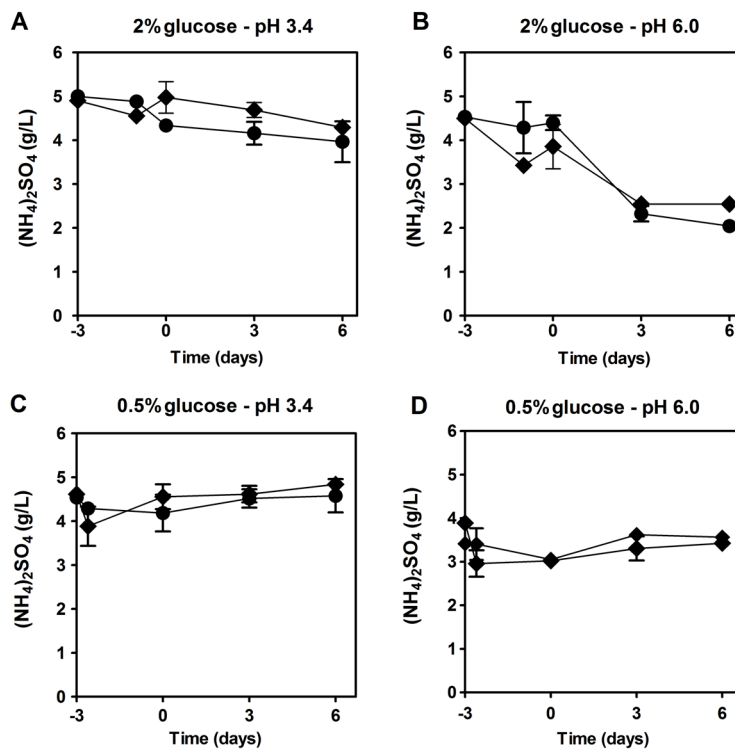 A
2% glucose - pH 3.4
(NH4)2SO4 (g/L)
6
5
4
3
2
1
0
-3 0 3 6
Time (days)
B
2% glucose - pH 6.0
(NH4)2SO4 (g/L)
6
5
4
3
2
1
0
-3 0 3 6
Time (days)
C
0.5% glucose - pH 3.4
(NH4)2SO4 (g/L)
6
5
4
3
2
1
0
-3 0 3 6
Time (days)
D
0.5% glucose - pH 6.0
(NH4)2SO4 (g/L)
6
5
4
3
2
1
0
-3 0 3 6
Time (days)